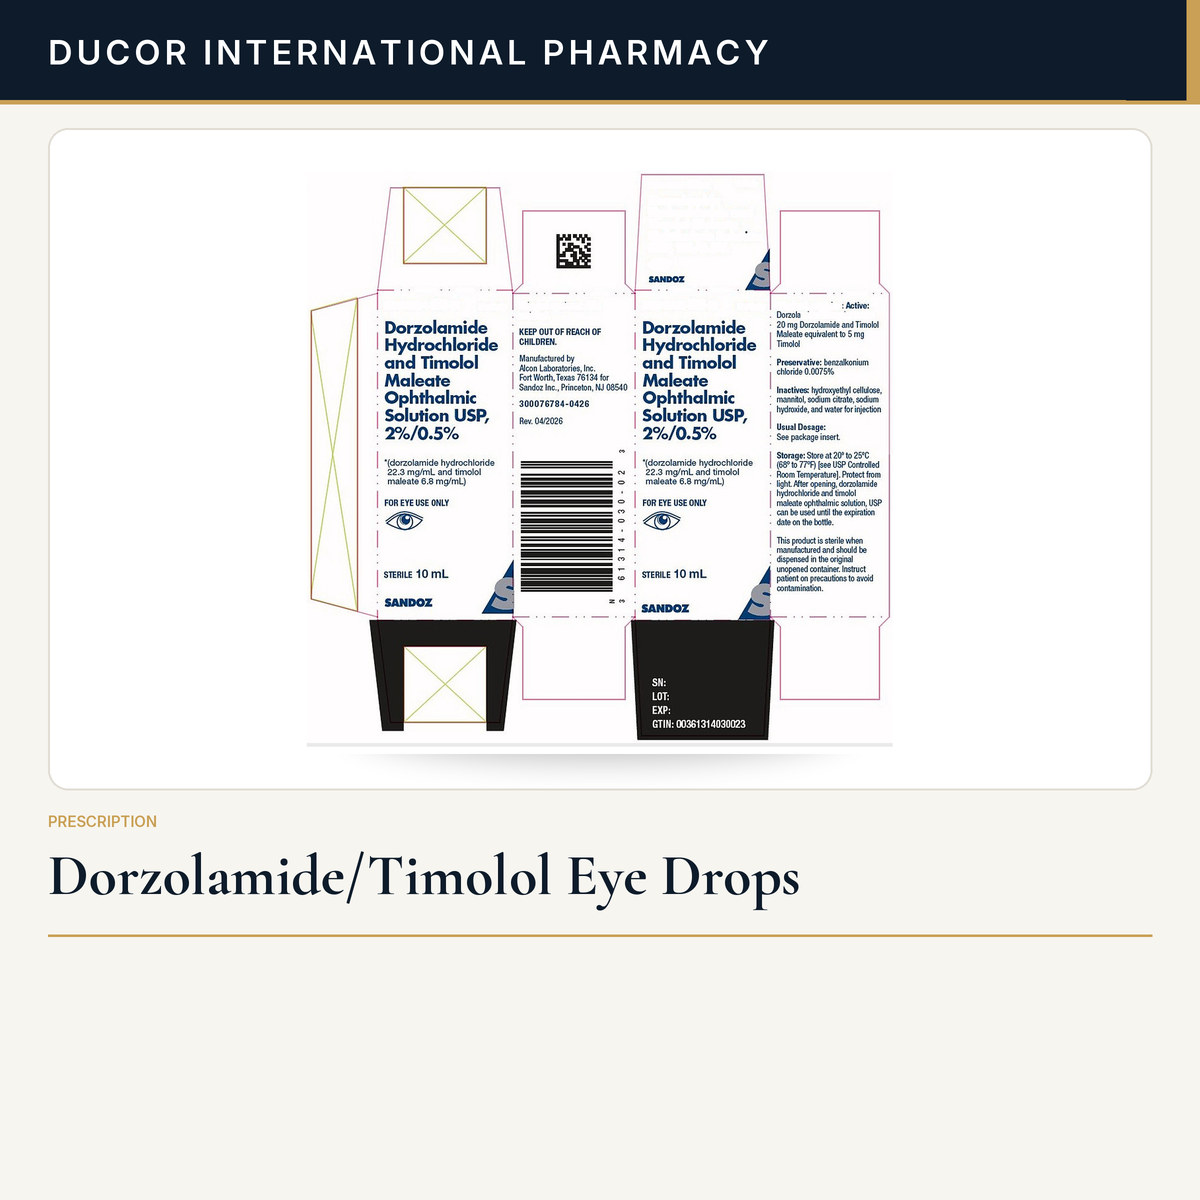 DUCOR INTERNATIONAL PHARMACY
SANDOZ
S
Dorzolamide
Hydrochloride
and Timolol
Maleate
Ophthalmic
Solution USP,
2%/0.5%
*(dorzolamide hydrochloride
22.3 mg/mL and timolol
maleate 6.8 mg/mL)
FOR EYE USE ONLY
STERILE 10 mL
SANDOZ
S
KEEP OUT OF REACH OF
CHILDREN.
Manufactured by
Alcon Laboratories, Inc.
Fort Worth, Texas 76134 for
Sandoz Inc., Princeton, NJ 08540
300076784-0426
Rev. 04/2026
N
3 61314-030-02 3
Dorzolamide
Hydrochloride
and Timolol
Maleate
Ophthalmic
Solution USP,
2%/0.5%
*(dorzolamide hydrochloride
22.3 mg/mL and timolol
maleate 6.8 mg/mL)
FOR EYE USE ONLY
STERILE 10 mL
SANDOZ
S
: Active:
Dorzola
20 mg Dorzolamide and Timolol
Maleate equivalent to 5 mg
Timolol
Preservative: benzalkonium
chloride 0.0075%
Inactives: hydroxyethyl cellulose,
mannitol, sodium citrate, sodium
hydroxide, and water for injection
Usual Dosage:
See package insert.
Storage: Store at 20° to 25°C
(68° to 77°F) [see USP Controlled
Room Temperature]. Protect from
light. After opening, dorzolamide
hydrochloride and timolol
maleate ophthalmic solution, USP
can be used until the expiration
date on the bottle.
This product is sterile when
manufactured and should be
dispensed in the original
unopened container. Instruct
patient on precautions to avoid
contamination.
SN:
LOT:
EXP:
GTIN: 00361314030023
PRESCRIPTION
Dorzolamide/Timolol Eye Drops